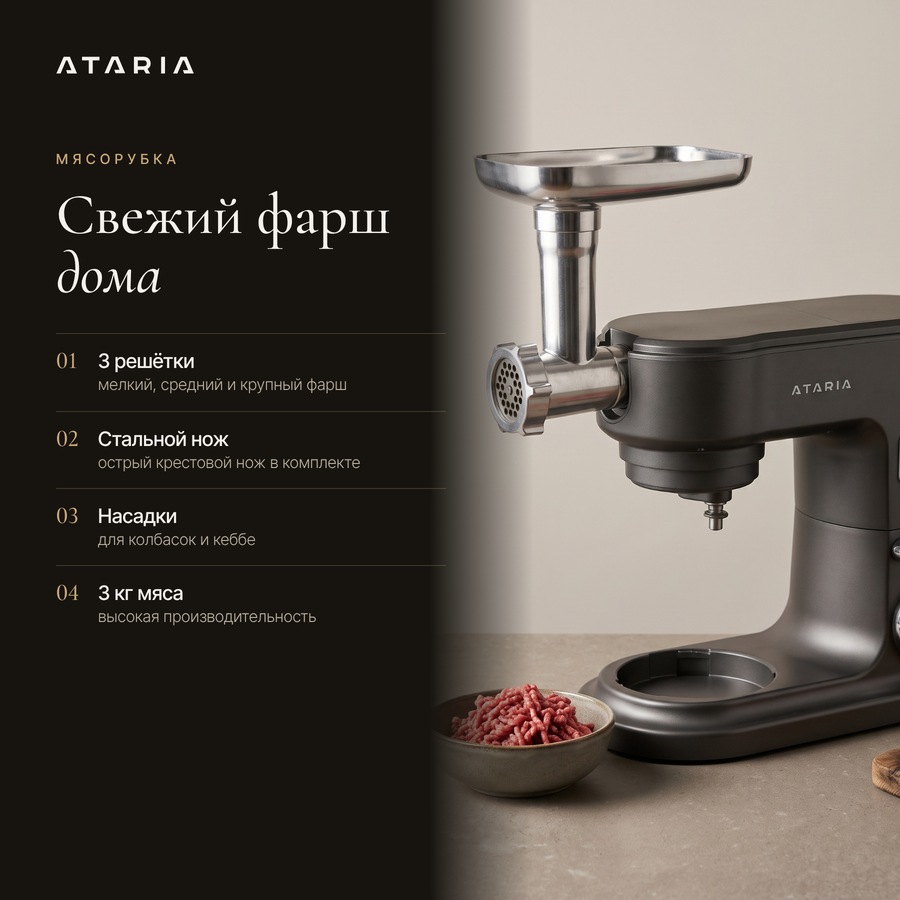 ATARIA
МЯСОРУБКА
Свежий фарш
дома
01 3 решётки
мелкий, средний и крупный фарш
02 Стальной нож
острый крестовой нож в комплекте
03 Насадки
для колбасок и кеббе
04 3 кг мяса
высокая производительность
ATARIA